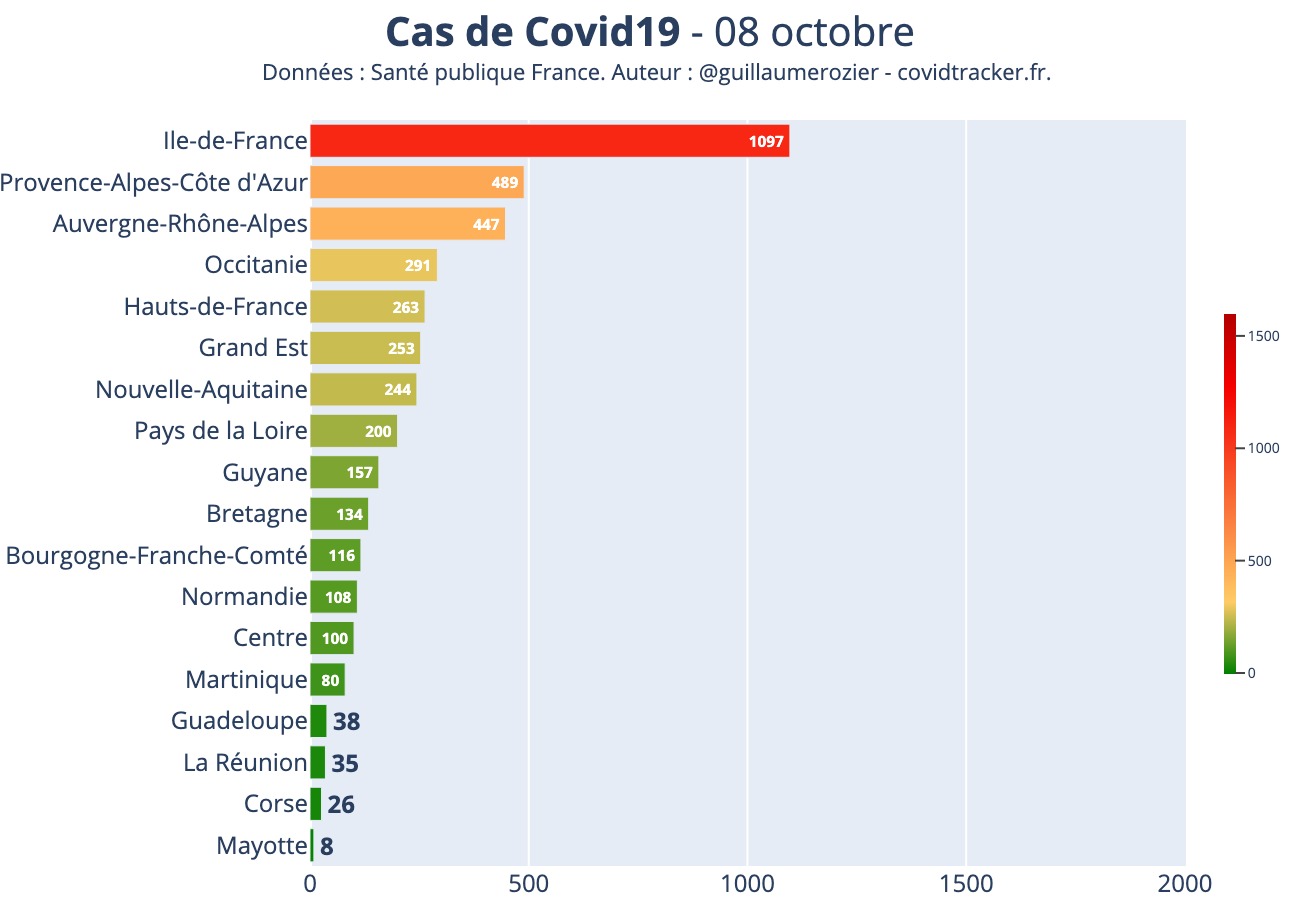 Cas de Covid19 - 08 octobre
Données : Santé publique France. Auteur : @guillaumerozier - covidtracker.fr.
Ile-de-France 1097
Provence-Alpes-Côte d'Azur 489
Auvergne-Rhône-Alpes 447
Occitanie 291
Hauts-de-France 263
Grand Est 253
Nouvelle-Aquitaine 244
Pays de la Loire 200
Guyane 157
Bretagne 134
Bourgogne-Franche-Comté 116
Normandie 108
Centre 100
Martinique 80
Guadeloupe 38
La Réunion 35
Corse 26
Mayotte 8
0 500 1000 1500 2000
1500
1000
500
0